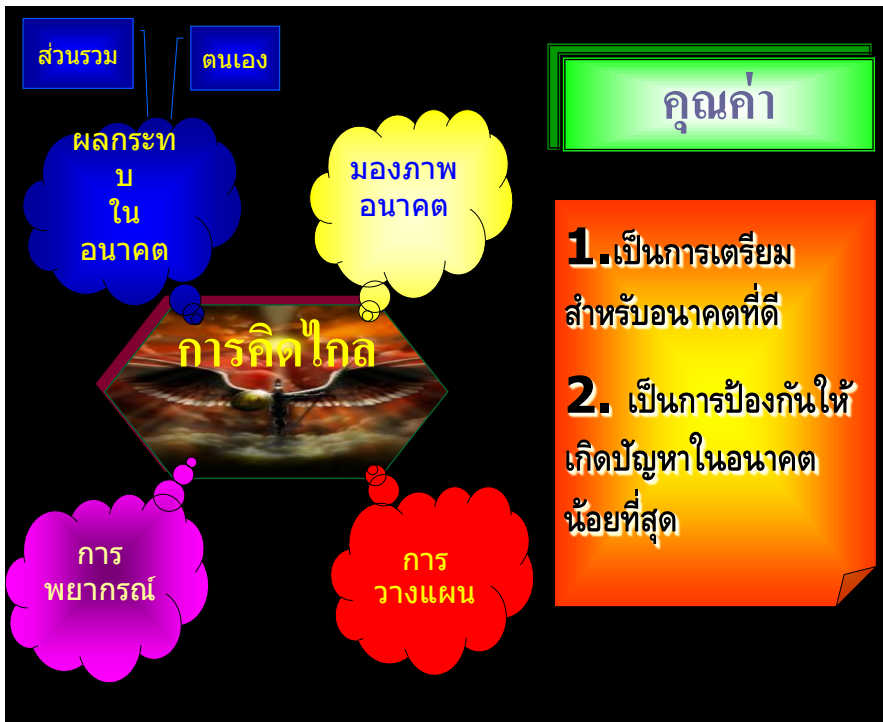 ส่วนรวม
ตนเอง
ผลกระท
บ
ใน
อนาคต
มองภาพ
อนาคต
การคิดไกล
การ
พยากรณ์
การ
วางแผน
คุณค่า
1.เป็นการเตรียม
สำหรับอนาคตที่ดี
2. เป็นการป้องกันให้
เกิดปัญหาในอนาคต
น้อยที่สุด